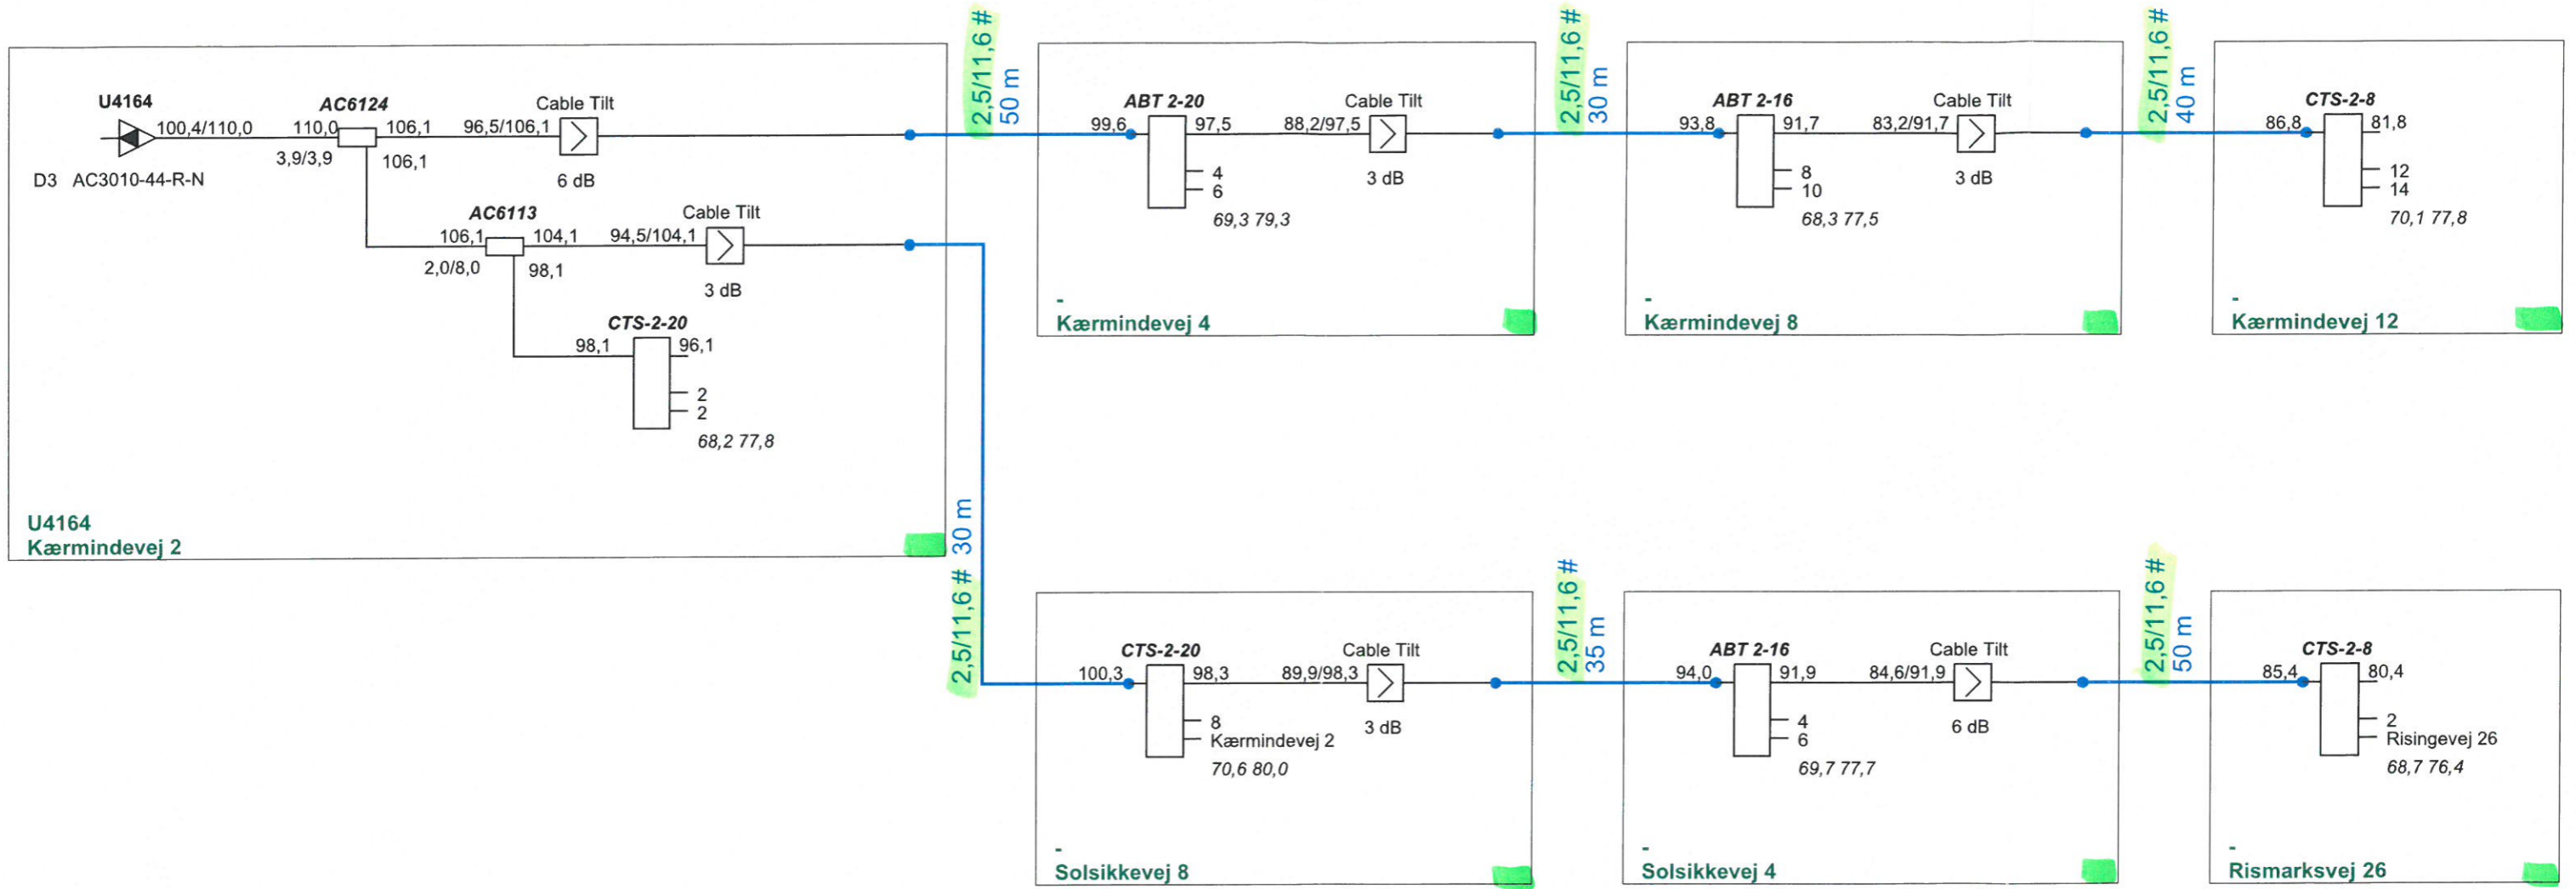 U4164
100,4/110,0
D3 AC3010-44-R-N
AC6124
110,0
106,1
3,9/3,9
106,1
96,5/106,1
Cable Tilt
6 dB
AC6113
106,1
104,1
2,0/8,0
98,1
94,5/104,1
Cable Tilt
3 dB
CTS-2-20
98,1
96,1
2
2
68,2 77,8
U4164
Kærmindevej 2
2,5/11,6 #
50 m
ABT 2-20
99,6
97,5
4
6
69,3 79,3
88,2/97,5
Cable Tilt
3 dB
-
Kærmindevej 4
2,5/11,6 #
30 m
ABT 2-16
93,8
91,7
8
10
68,3 77,5
83,2/91,7
Cable Tilt
3 dB
-
Kærmindevej 8
2,5/11,6 #
40 m
CTS-2-8
86,8
81,8
12
14
70,1 77,8
-
Kærmindevej 12
2,5/11,6 # 30 m
CTS-2-20
100,3
98,3
8
Kærmindevej 2
70,6 80,0
89,9/98,3
Cable Tilt
3 dB
-
Solsikkevej 8
2,5/11,6 #
35 m
ABT 2-16
94,0
91,9
4
6
69,7 77,7
84,6/91,9
Cable Tilt
6 dB
-
Solsikkevej 4
2,5/11,6 #
50 m
CTS-2-8
85,4
80,4
2
Risingevej 26
68,7 76,4
-
Rismarksvej 26